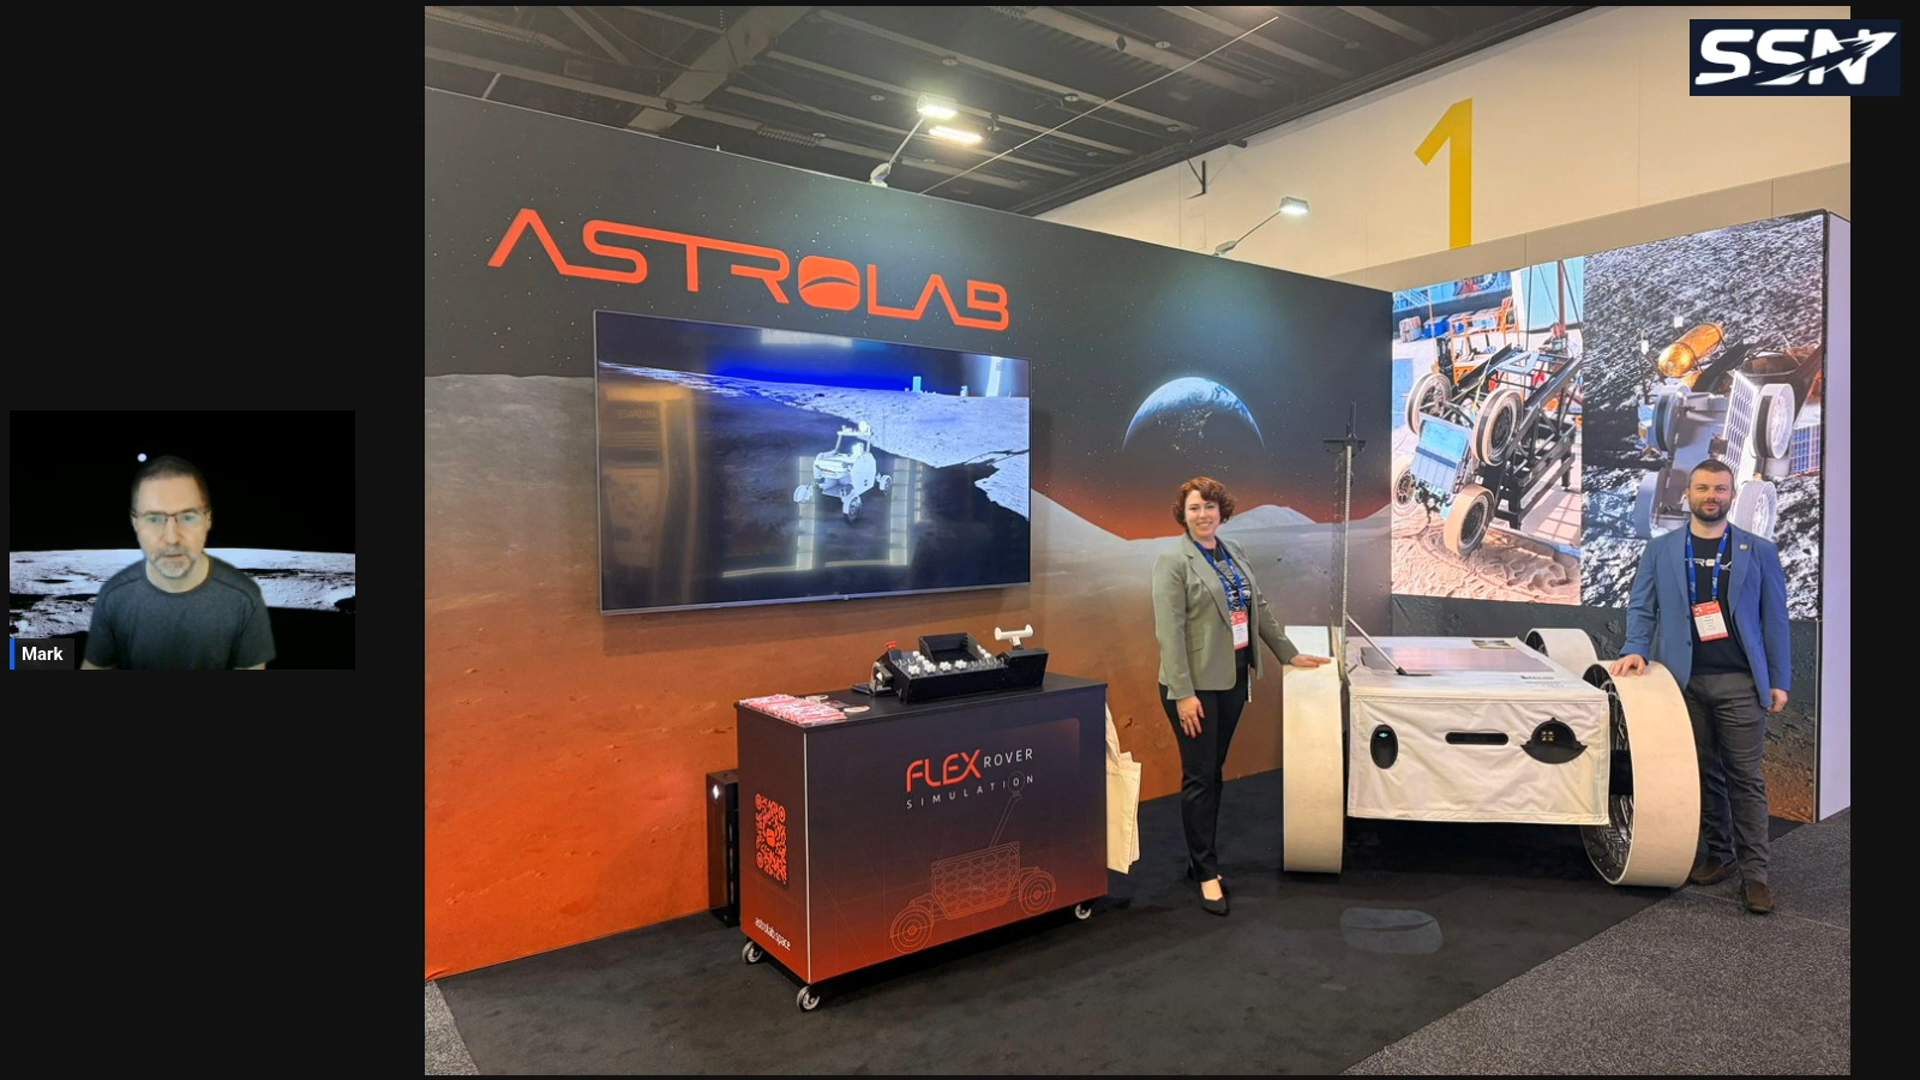 SSN
1
ASTROLAB
Mark
FLEX ROVER
SIMULATION
astrolab.space